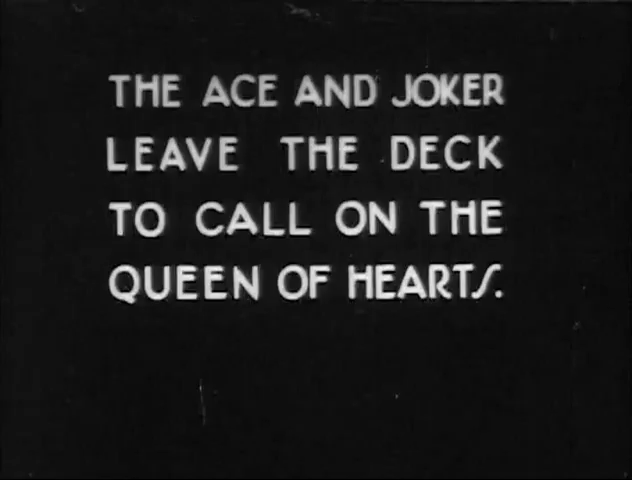 THE ACE AND JOKER
LEAVE THE DECK
TO CALL ON THE
QUEEN OF HEARTS.